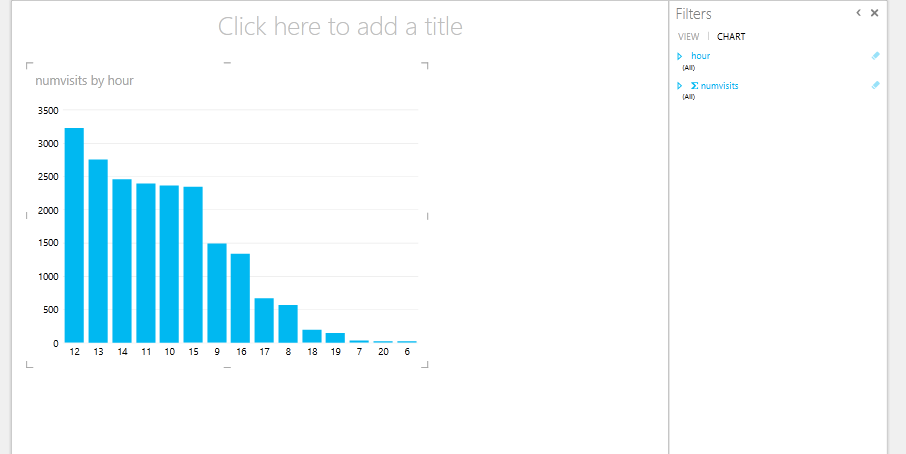 Click here to add a title
numvisits by hour
3500
3000
2500
2000
1500
1000
500
0
12 13 14 11 10 15 9 16 17 8 18 19 7 20 6
Filters
VIEW | CHART
hour
(All)
Σ numvisits
(All)